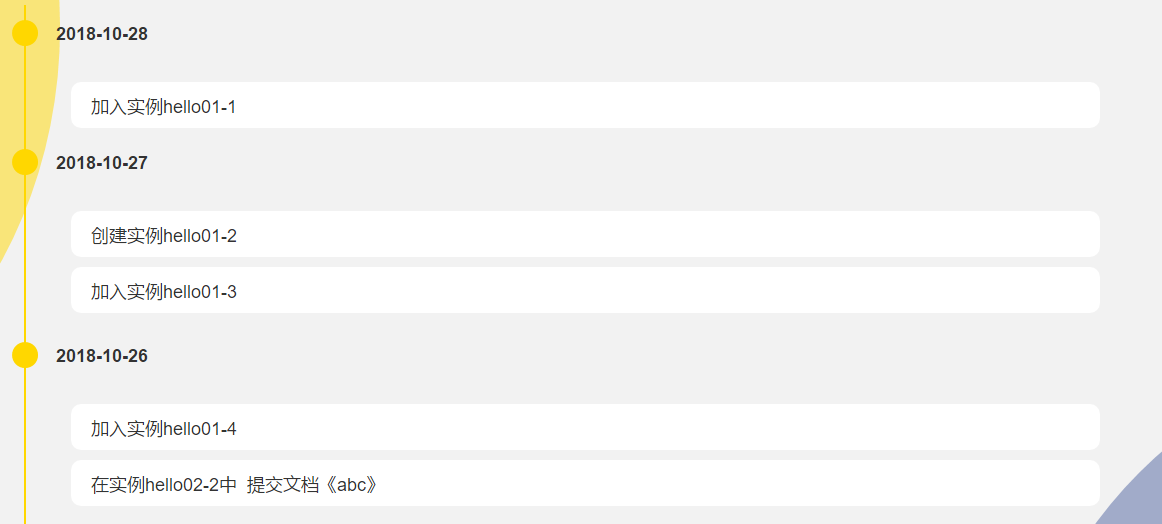 2018-10-28
加入实例hello01-1
2018-10-27
创建实例hello01-2
加入实例hello01-3
2018-10-26
加入实例hello01-4
在实例hello02-2中  提交文档《abc》